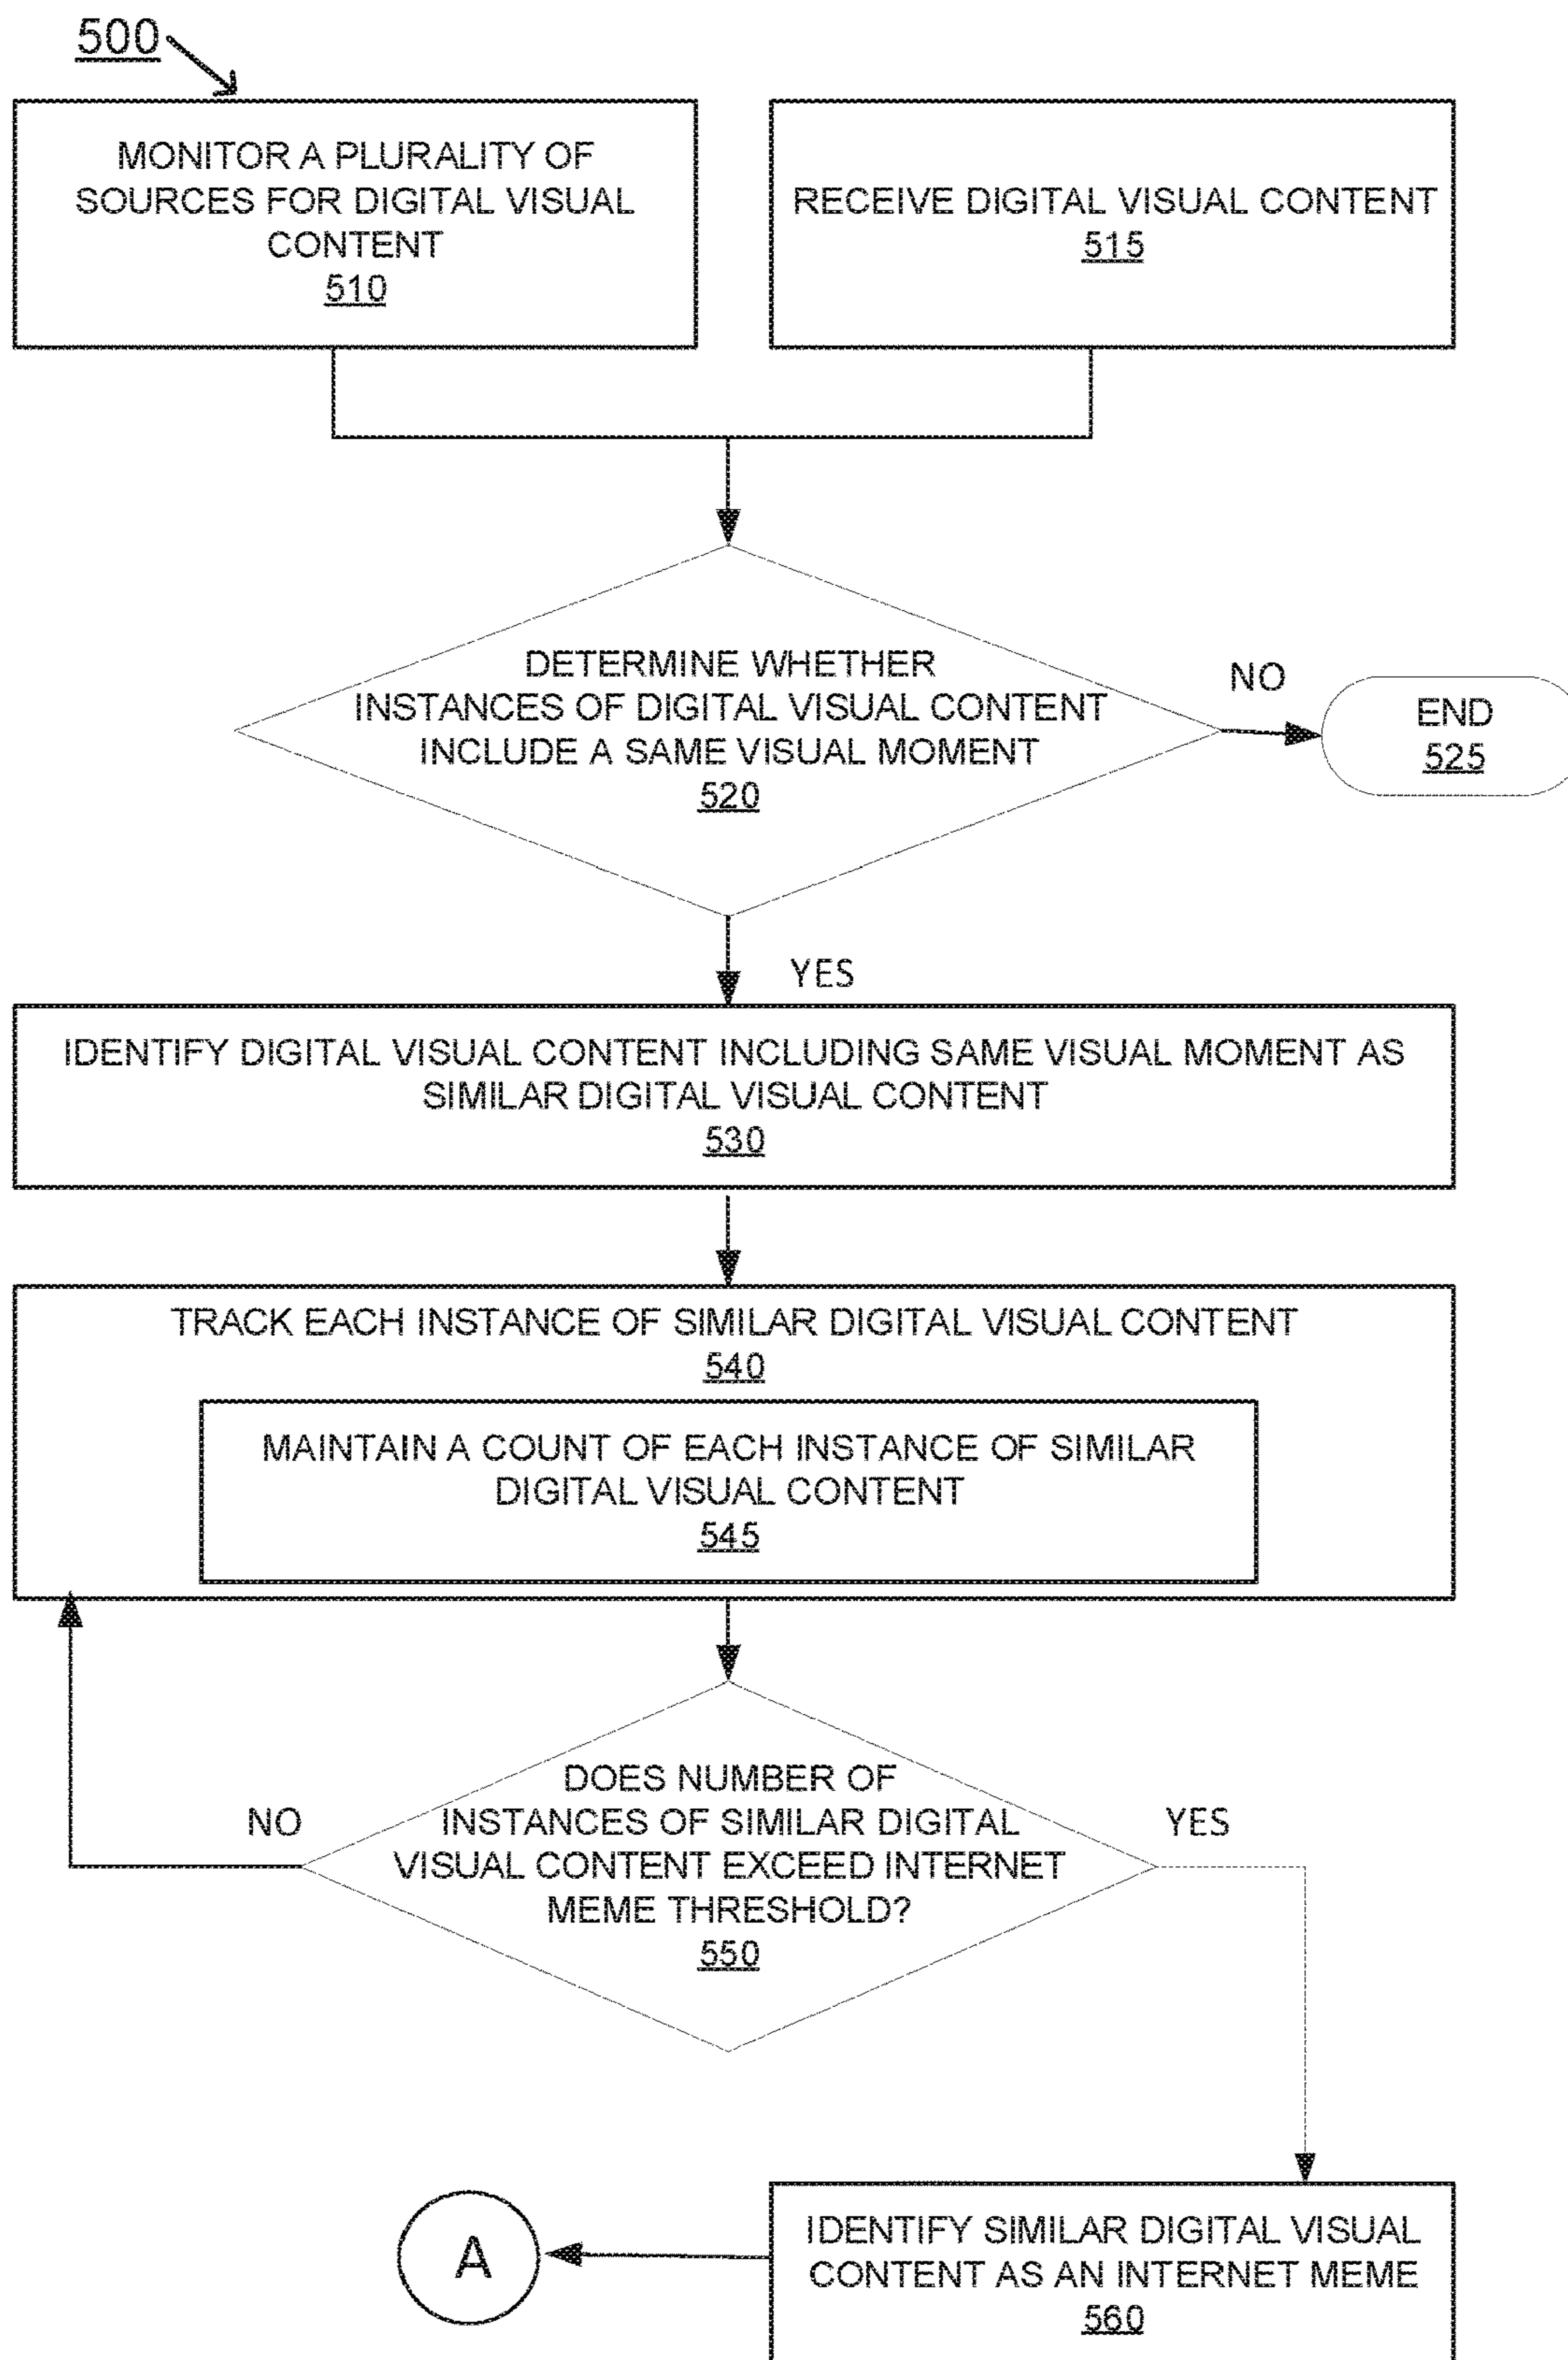 500
MONITOR A PLURALITY OF
SOURCES FOR DIGITAL VISUAL
CONTENT
510
RECEIVE DIGITAL VISUAL CONTENT
515
DETERMINE WHETHER
INSTANCES OF DIGITAL VISUAL CONTENT
INCLUDE A SAME VISUAL MOMENT
520
NO
END
525
YES
IDENTIFY DIGITAL VISUAL CONTENT INCLUDING SAME VISUAL MOMENT AS
SIMILAR DIGITAL VISUAL CONTENT
530
TRACK EACH INSTANCE OF SIMILAR DIGITAL VISUAL CONTENT
540
MAINTAIN A COUNT OF EACH INSTANCE OF SIMILAR
DIGITAL VISUAL CONTENT
545
DOES NUMBER OF
INSTANCES OF SIMILAR DIGITAL
VISUAL CONTENT EXCEED INTERNET
MEME THRESHOLD?
550
NO
YES
A
IDENTIFY SIMILAR DIGITAL VISUAL
CONTENT AS AN INTERNET MEME
560